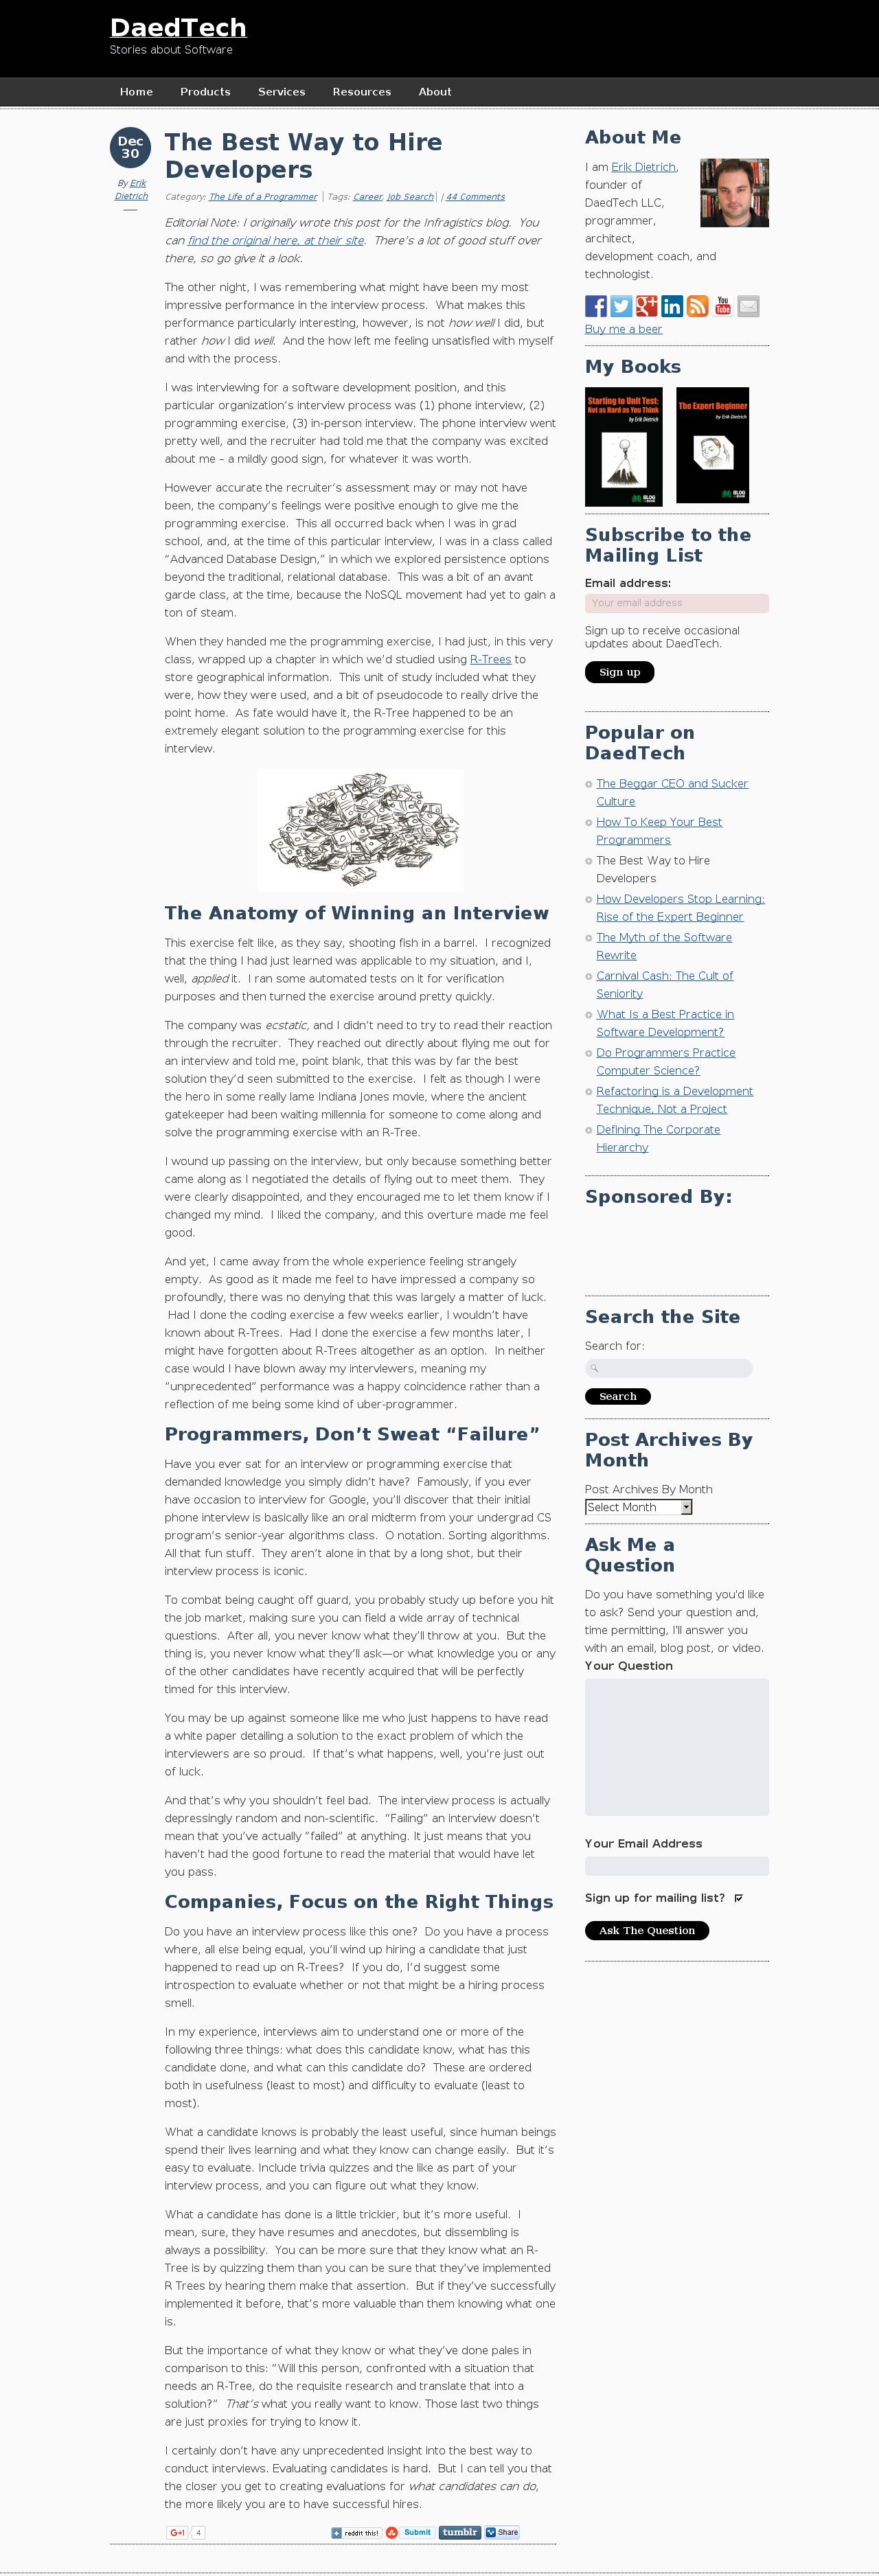 DaedTech
Stories about Software
Home
Products
Services
Resources
About
Dec
30
By Erik
Dietrich
The Best Way to Hire
Developers
Category: The Life of a Programmer | Tags: Career, Job Search | | 44 Comments
Editorial Note: I originally wrote this post for the Infragistics blog. You
can find the original here, at their site. There's a lot of good stuff over
there, so go give it a look.
The other night, I was remembering what might have been my most
impressive performance in the interview process. What makes this
performance particularly interesting, however, is not how well I did, but
rather how I did well. And the how left me feeling unsatisfied with myself
and with the process.
I was interviewing for a software development position, and this
particular organization's interview process was (1) phone interview, (2)
programming exercise, (3) in-person interview. The phone interview went
pretty well, and the recruiter had told me that the company was excited
about me – a mildly good sign, for whatever it was worth.
However accurate the recruiter's assessment may or may not have
been, the company's feelings were positive enough to give me the
programming exercise. This all occurred back when I was in grad
school, and, at the time of this particular interview, I was in a class called
"Advanced Database Design," in which we explored persistence options
beyond the traditional, relational database. This was a bit of an avant
garde class, at the time, because the NoSQL movement had yet to gain a
ton of steam.
When they handed me the programming exercise, I had just, in this very
class, wrapped up a chapter in which we'd studied using R-Trees to
store geographical information. This unit of study included what they
were, how they were used, and a bit of pseudocode to really drive the
point home. As fate would have it, the R-Tree happened to be an
extremely elegant solution to the programming exercise for this
interview.
The Anatomy of Winning an Interview
This exercise felt like, as they say, shooting fish in a barrel. I recognized
that the thing I had just learned was applicable to my situation, and I,
well, applied it. I ran some automated tests on it for verification
purposes and then turned the exercise around pretty quickly.
The company was ecstatic, and I didn't need to try to read their reaction
through the recruiter. They reached out directly about flying me out for
an interview and told me, point blank, that this was by far the best
solution they'd seen submitted to the exercise. I felt as though I were
the hero in some really lame Indiana Jones movie, where the ancient
gatekeeper had been waiting millennia for someone to come along and
solve the programming exercise with an R-Tree.
I wound up passing on the interview, but only because something better
came along as I negotiated the details of flying out to meet them. They
were clearly disappointed, and they encouraged me to let them know if I
changed my mind. I liked the company, and this overture made me feel
good.
And yet, I came away from the whole experience feeling strangely
empty. As good as it made me feel to have impressed a company so
profoundly, there was no denying that this was largely a matter of luck.
Had I done the coding exercise a few weeks earlier, I wouldn't have
known about R-Trees. Had I done the exercise a few months later, I
might have forgotten about R-Trees altogether as an option. In neither
case would I have blown away my interviewers, meaning my
"unprecedented" performance was a happy coincidence rather than a
reflection of me being some kind of uber-programmer.
Programmers, Don't Sweat "Failure"
Have you ever sat for an interview or programming exercise that
demanded knowledge you simply didn't have? Famously, if you ever
have occasion to interview for Google, you'll discover that their initial
phone interview is basically like an oral midterm from your undergrad CS
program's senior-year algorithms class. O notation. Sorting algorithms.
All that fun stuff. They aren't alone in that by a long shot, but their
interview process is iconic.
To combat being caught off guard, you probably study up before you hit
the job market, making sure you can field a wide array of technical
questions. After all, you never know what they'll throw at you. But the
thing is, you never know what they'll ask—or what knowledge you or any
of the other candidates have recently acquired that will be perfectly
timed for this interview.
You may be up against someone like me who just happens to have read
a white paper detailing a solution to the exact problem of which the
interviewers are so proud. If that's what happens, well, you're just out
of luck.
And that's why you shouldn't feel bad. The interview process is actually
depressingly random and non-scientific. "Failing" an interview doesn't
mean that you've actually "failed" at anything. It just means that you
haven't had the good fortune to read the material that would have let
you pass.
Companies, Focus on the Right Things
Do you have an interview process like this one? Do you have a process
where, all else being equal, you'll wind up hiring a candidate that just
happened to read up on R-Trees? If you do, I'd suggest some
introspection to evaluate whether or not that might be a hiring process
smell.
In my experience, interviews aim to understand one or more of the
following three things: what does this candidate know, what has this
candidate done, and what can this candidate do? These are ordered
both in usefulness (least to most) and difficulty to evaluate (least to
most).
What a candidate knows is probably the least useful, since human beings
spend their lives learning and what they know can change easily. But it's
easy to evaluate. Include trivia quizzes and the like as part of your
interview process, and you can figure out what they know.
What a candidate has done is a little trickier, but it's more useful. I
mean, sure, they have resumes and anecdotes, but dissembling is
always a possibility. You can be more sure that they know what an R-
Tree is by quizzing them than you can be sure that they've implemented
R Trees by hearing them make that assertion. But if they've successfully
implemented it before, that's more valuable than them knowing what one
is.
But the importance of what they know or what they've done pales in
comparison to this: "Will this person, confronted with a situation that
needs an R-Tree, do the requisite research and translate that into a
solution?" That's what you really want to know. Those last two things
are just proxies for trying to know it.
I certainly don't have any unprecedented insight into the best way to
conduct interviews. Evaluating candidates is hard. But I can tell you that
the closer you get to creating evaluations for what candidates can do,
the more likely you are to have successful hires.
G+1 4
reddit this!
Submit
tumblr
Share
About Me
I am Erik Dietrich,
founder of
DaedTech LLC,
programmer,
architect,
development coach, and
technologist.
You
Tube
Buy me a beer
My Books
Starting to Unit Test:
Not as Hard as You Think
by Erik Dietrich
BLOG
The Expert Beginner
by Erik Dietrich
BLOG
Subscribe to the
Mailing List
Email address:
Your email address
Sign up to receive occasional
updates about DaedTech.
Sign up
Popular on
DaedTech
The Beggar CEO and Sucker
Culture
How To Keep Your Best
Programmers
The Best Way to Hire
Developers
How Developers Stop Learning:
Rise of the Expert Beginner
The Myth of the Software
Rewrite
Carnival Cash: The Cult of
Seniority
What Is a Best Practice in
Software Development?
Do Programmers Practice
Computer Science?
Refactoring is a Development
Technique, Not a Project
Defining The Corporate
Hierarchy
Sponsored By:
Search the Site
Search for:
Search
Post Archives By
Month
Post Archives By Month
Select Month
Ask Me a
Question
Do you have something you'd like
to ask? Send your question and,
time permitting, I'll answer you
with an email, blog post, or video.
Your Question
Your Email Address
Sign up for mailing list?
Ask The Question